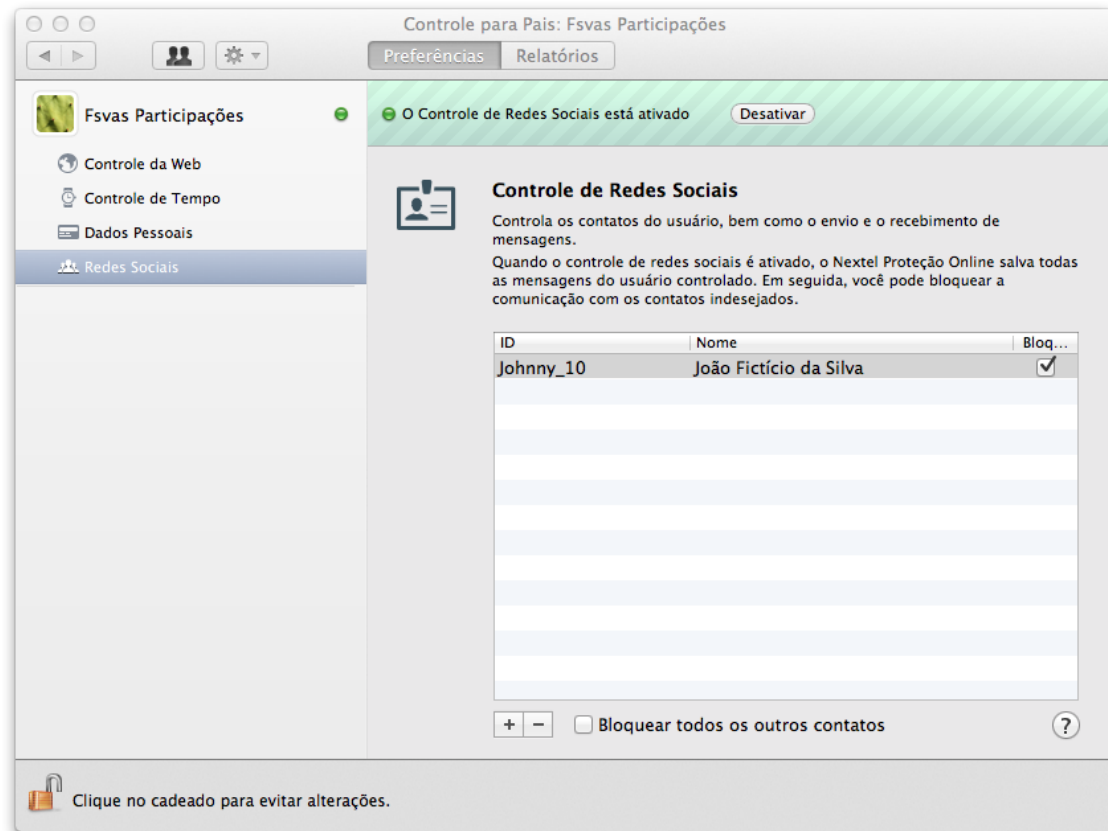 Controle para Pais: Fsvas Participações
Preferências
Relatórios
Fsvas Participações
Controle da Web
Controle de Tempo
Dados Pessoais
Redes Sociais
O Controle de Redes Sociais está ativado
Desativar
Controle de Redes Sociais
Controla os contatos do usuário, bem como o envio e o recebimento de
mensagens.
Quando o controle de redes sociais é ativado, o Nextel Proteção Online salva todas
as mensagens do usuário controlado. Em seguida, você pode bloquear a
comunicação com os contatos indesejados.
ID Nome Bloq...
Johnny_10 João Fictício da Silva
+ − Bloquear todos os outros contatos ?
Clique no cadeado para evitar alterações.